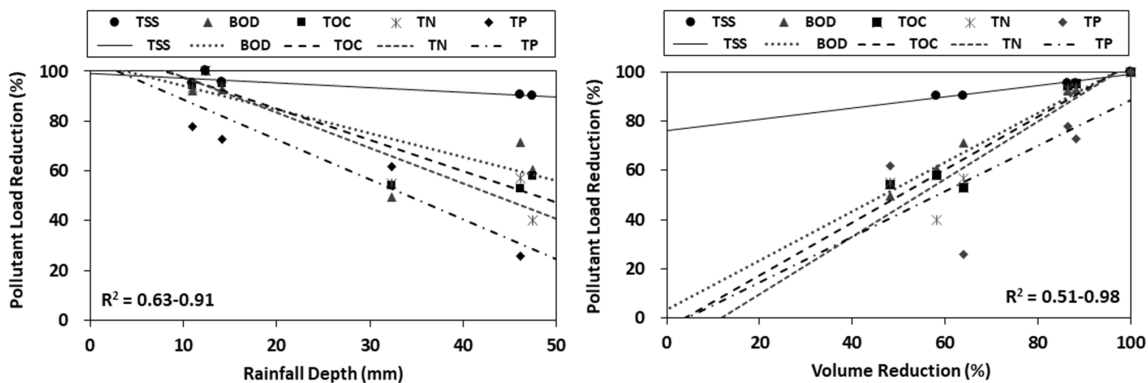 TSS BOD TOC TN TP
TSS BOD TOC TN TP
100
80
60
40
20
0
Pollutant Load Reduction (%)
R² = 0.63-0.91
0 10 20 30 40 50
Rainfall Depth (mm)
TSS BOD TOC TN TP
TSS BOD TOC TN TP
100
80
60
40
20
0
Pollutant Load Reduction (%)
R² = 0.51-0.98
0 20 40 60 80 100
Volume Reduction (%)